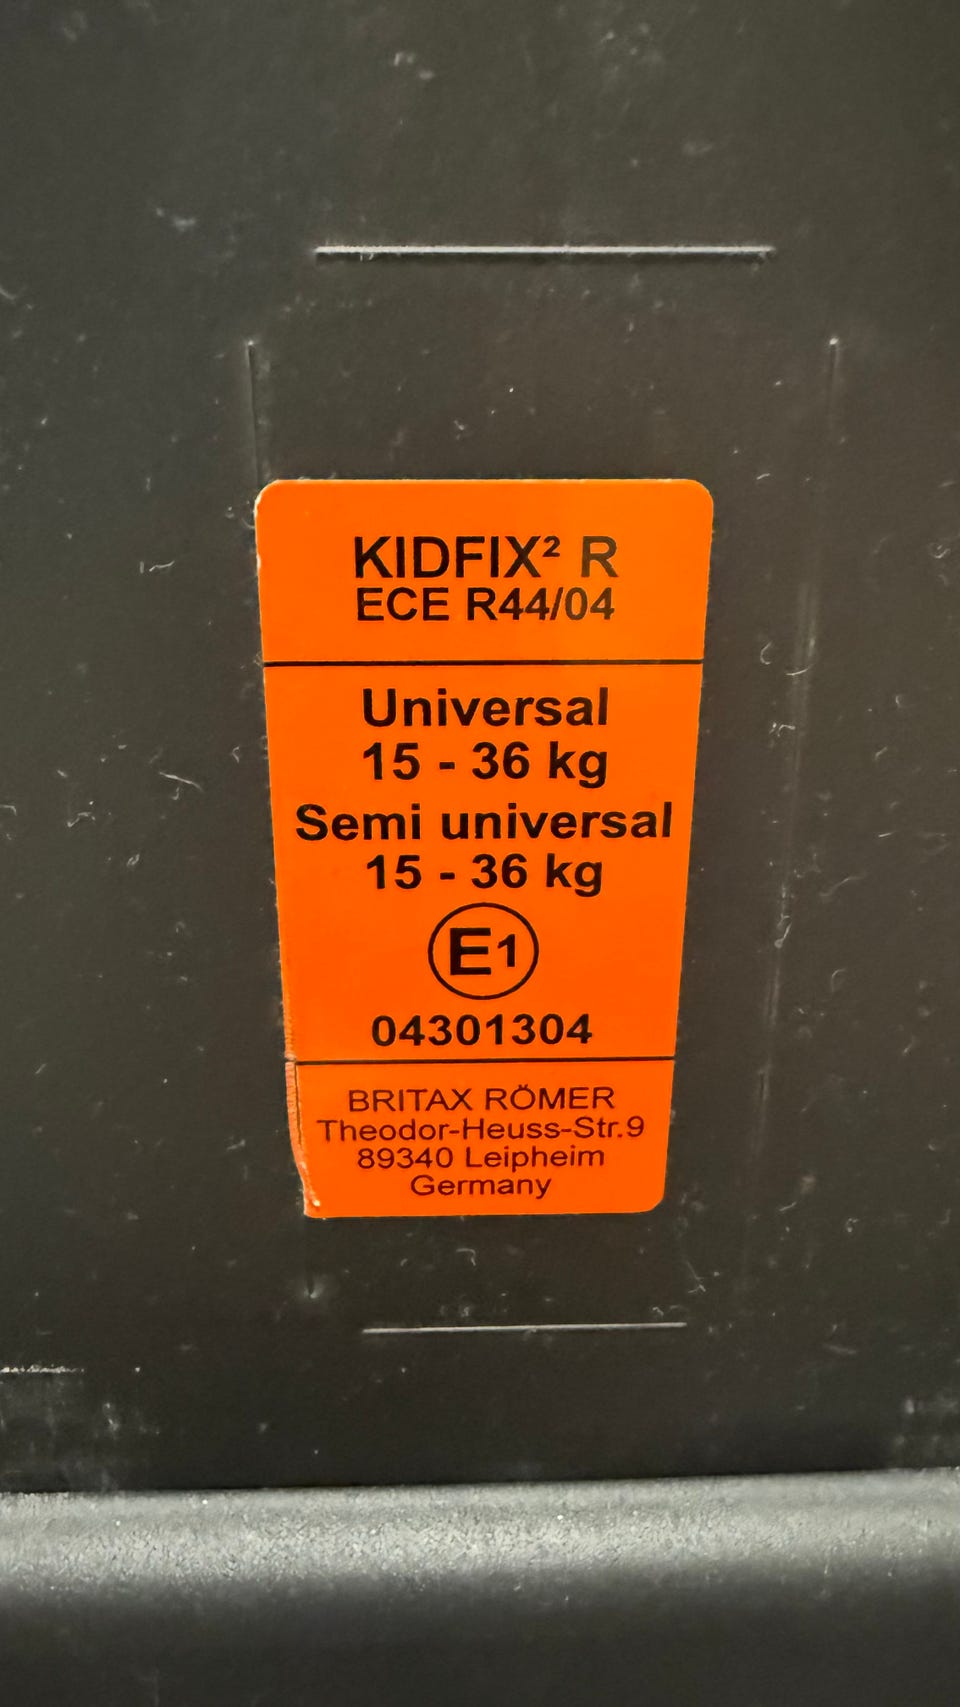 KIDFIX² R
ECE R44/04
Universal
15 - 36 kg
Semi universal
15 - 36 kg
E1
04301304
BRITAX RÖMER
Theodor-Heuss-Str.9
89340 Leipheim
Germany